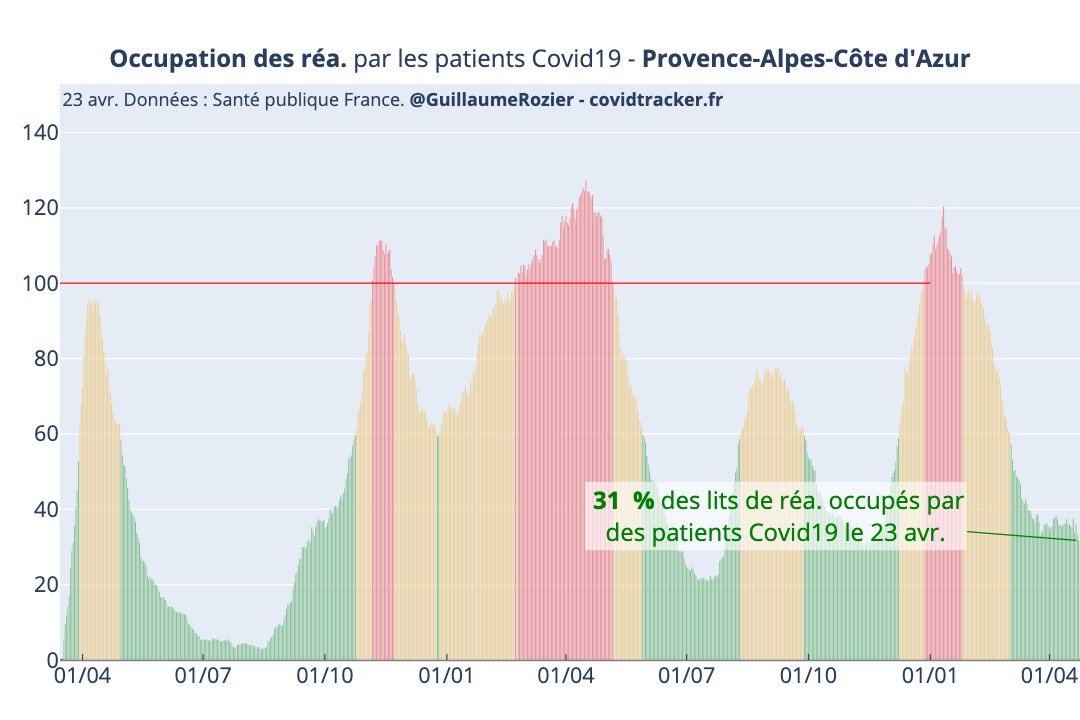 Occupation des réa. par les patients Covid19 - Provence-Alpes-Côte d'Azur
23 avr. Données : Santé publique France. @GuillaumeRozier - covidtracker.fr
140
120
100
80
60
40
20
0
31 % des lits de réa. occupés par
des patients Covid19 le 23 avr.
01/04 01/07 01/10 01/01 01/04 01/07 01/10 01/01 01/04